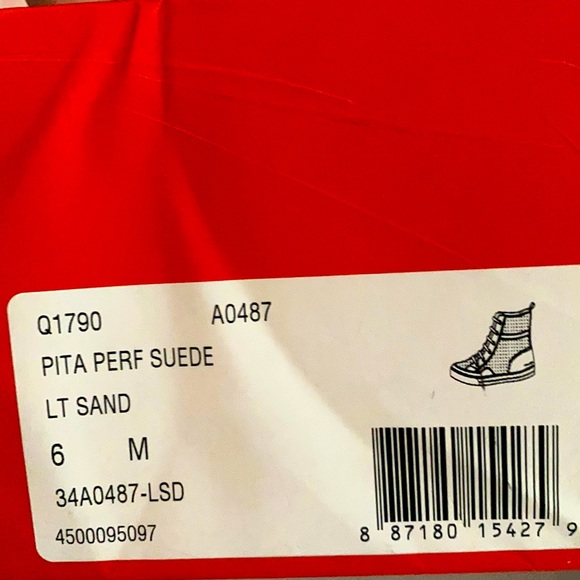 Q1790 A0487
PITA PERF SUEDE
LT SAND
6 M
34A0487-LSD
4500095097
8 87180 15427 9